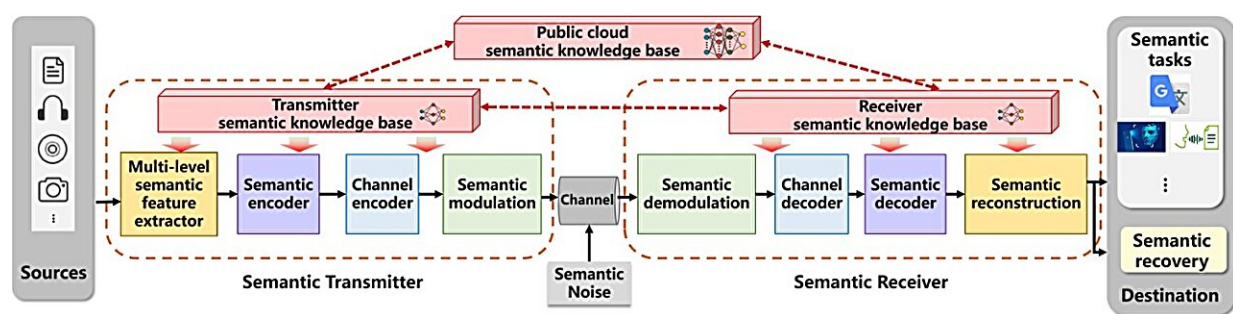 Public cloud
semantic knowledge base
Transmitter
semantic knowledge base
Receiver
semantic knowledge base
Sources
Multi-level
semantic
feature
extractor
Semantic
encoder
Channel
encoder
Semantic
modulation
Channel
Semantic
Noise
Semantic
demodulation
Channel
decoder
Semantic
decoder
Semantic
reconstruction
Semantic Transmitter
Semantic Receiver
Semantic
tasks
G
文
Semantic
recovery
Destination